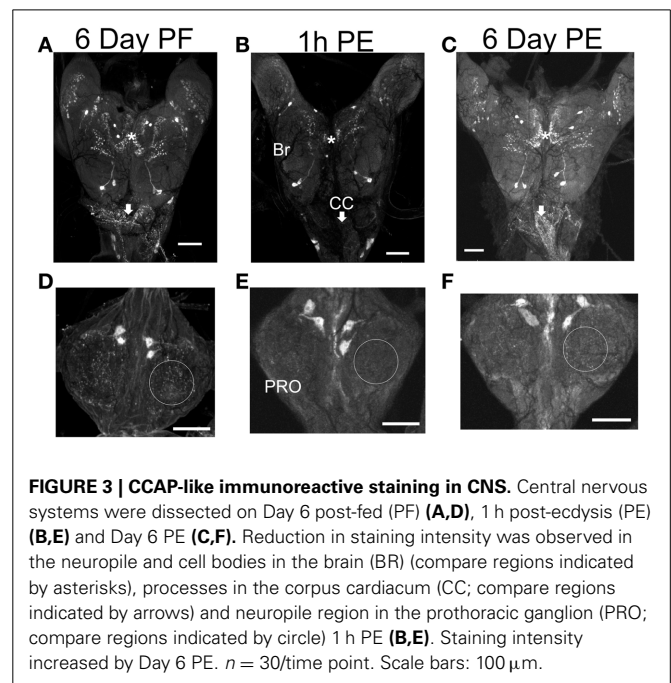 6 Day PF
1h PE
6 Day PE
A
B
C
*
*
*
Br
CC
D
E
F
PRO
FIGURE 3 | CCAP-like immunoreactive staining in CNS. Central nervous
systems were dissected on Day 6 post-fed (PF) (A,D), 1 h post-ecdysis (PE)
(B,E) and Day 6 PE (C,F). Reduction in staining intensity was observed in
the neuropile and cell bodies in the brain (BR) (compare regions indicated
by asterisks), processes in the corpus cardiacum (CC; compare regions
indicated by arrows) and neuropile region in the prothoracic ganglion (PRO;
compare regions indicated by circle) 1 h PE (B,E). Staining intensity
increased by Day 6 PE. n = 30/time point. Scale bars: 100 μm.